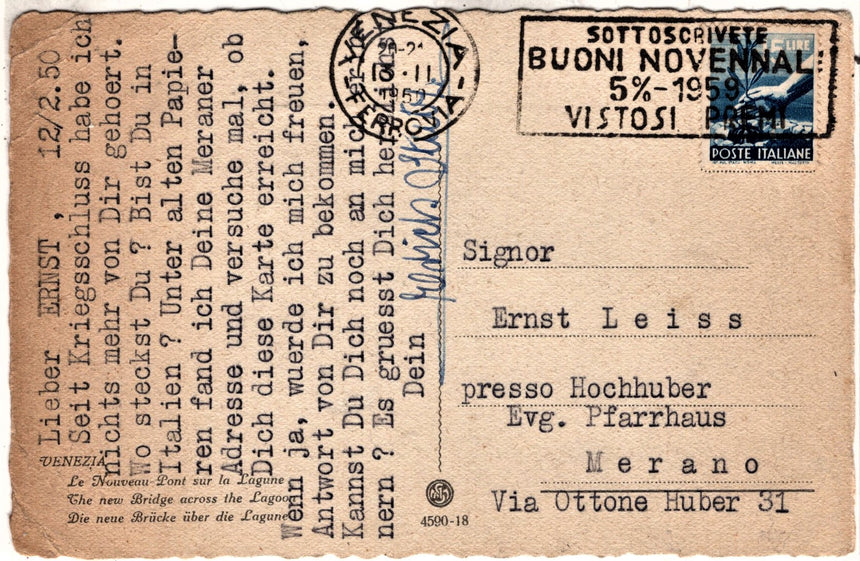 Lieber ERNST, 12/2.50
Seit Kriegsschluss habe ich
nichts mehr von Dir gehoert.
Wo steckst Du ? Bist Du in
Italien ? Unter alten Papie-
ren fand ich Deine Meraner
Adresse und versuche mal, ob
Dich diese Karte erreicht.
Wenn ja, wuerde ich mich freuen,
Antwort von Dir zu bekommen.
Kannst Du Dich noch an mich
nern ? Es gruesst Dich
Dein
VENEZIA
Le Nouveau Pont sur la Lagune
The new Bridge across the Lagoon
Die neue Brücke über die Lagune
4590-18
VENEZIA
FERROVIA
SOTTOSCRIVETE
BUONI NOVENNALI
5%-1959
VISTOSI PREMI
LIRE
POSTE ITALIANE
Signor
Ernst Leiss
presso Hochhuber
Evg. Pfarrhaus
Merano
Via Ottone Huber 31